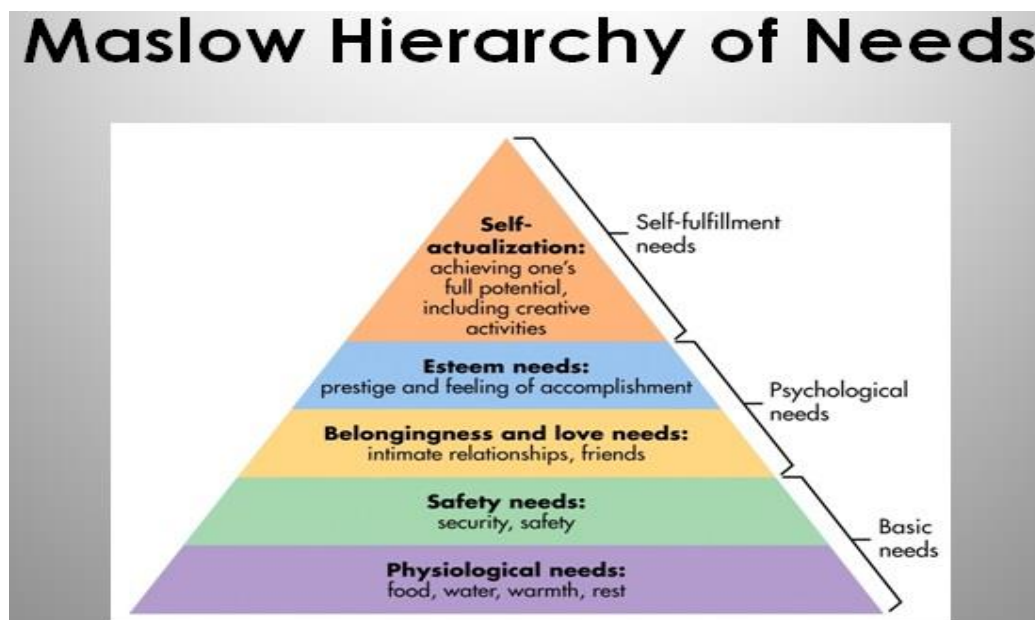 Maslow Hierarchy of Needs
Self-
actualization:
achieving one's
full potential,
including creative
activities
Self-fulfillment
needs
Esteem needs:
prestige and feeling of accomplishment
Psychological
needs
Belongingness and love needs:
intimate relationships, friends
Safety needs:
security, safety
Basic
needs
Physiological needs:
food, water, warmth, rest